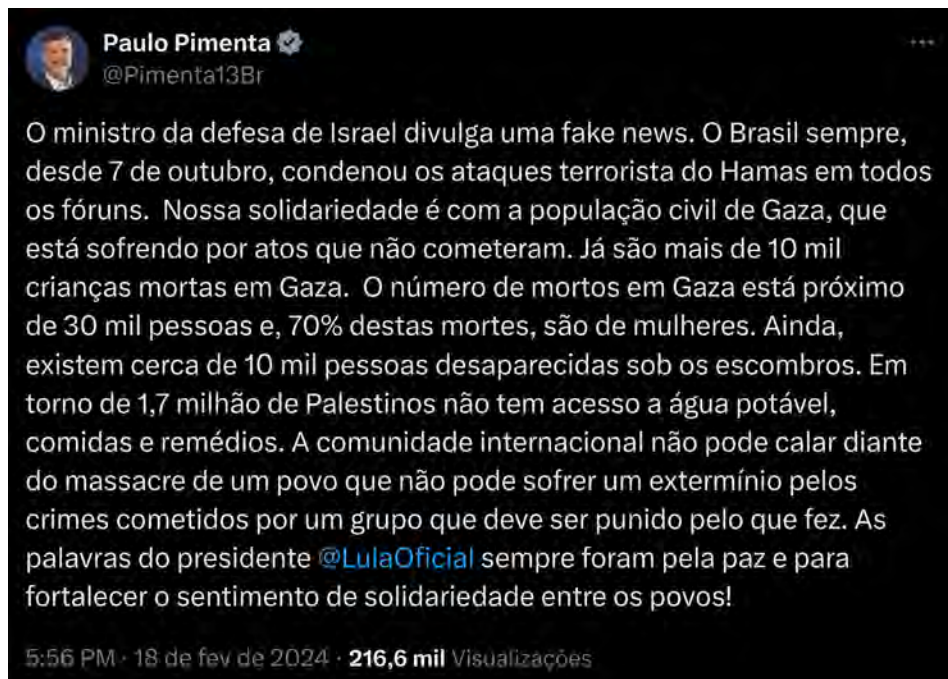 Paulo Pimenta
@Pimenta13Br
O ministro da defesa de Israel divulga uma fake news. O Brasil sempre,
desde 7 de outubro, condenou os ataques terrorista do Hamas em todos
os fóruns.  Nossa solidariedade é com a população civil de Gaza, que
está sofrendo por atos que não cometeram. Já são mais de 10 mil
crianças mortas em Gaza.  O número de mortos em Gaza está próximo
de 30 mil pessoas e, 70% destas mortes, são de mulheres. Ainda,
existem cerca de 10 mil pessoas desaparecidas sob os escombros. Em
torno de 1,7 milhão de Palestinos não tem acesso a água potável,
comidas e remédios. A comunidade internacional não pode calar diante
do massacre de um povo que não pode sofrer um extermínio pelos
crimes cometidos por um grupo que deve ser punido pelo que fez. As
palavras do presidente @LulaOficial sempre foram pela paz e para
fortalecer o sentimento de solidariedade entre os povos!
5:56 PM · 18 de fev de 2024 · 216,6 mil Visualizações